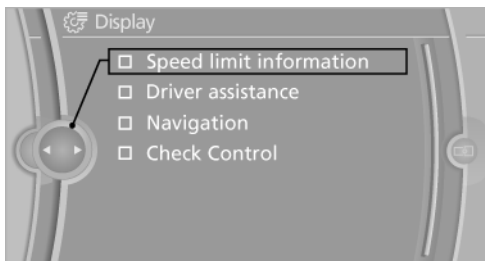 Display
Speed limit information
Driver assistance
Navigation
Check Control